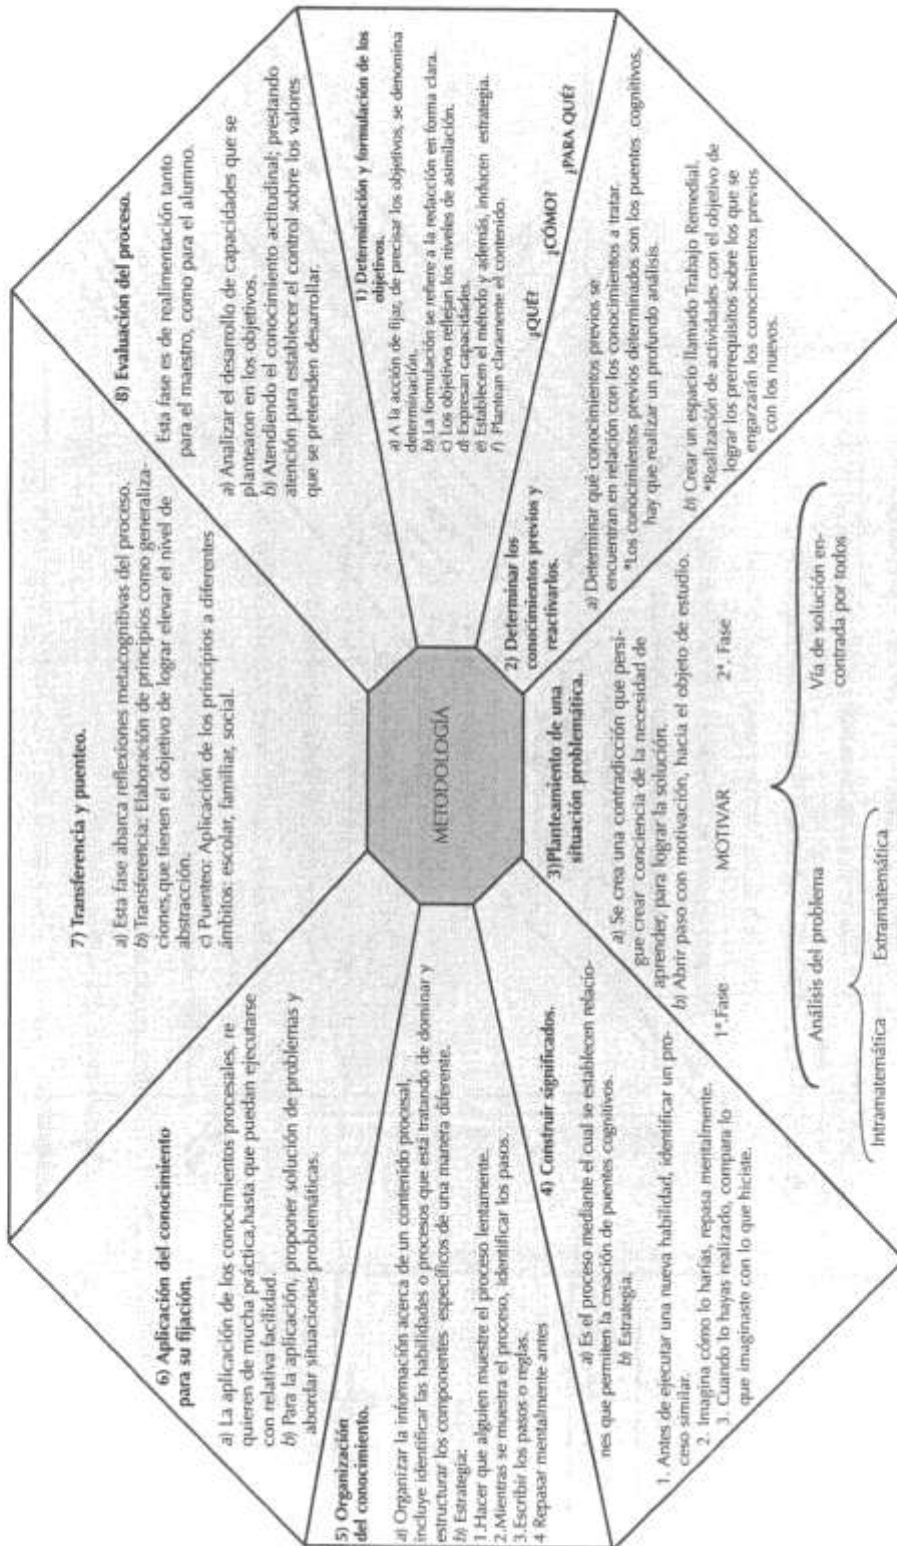 METODOLOGÍA
1) Determinación y formulación de los
objetivos.
a) A la acción de fijar, de precisar los objetivos, se denomina
determinación.
b) La formulación se refiere a la redacción en forma clara.
c) Los objetivos reflejan los niveles de asimilación.
d) Expresan capacidades.
e) Establecen el método y además, inducen estrategia.
f) Plantean claramente el contenido.
¿QUÉ? ¿CÓMO? ¿PARA QUÉ?
2) Determinar los
conocimientos previos y
reactivarlos.
a) Determinar qué conocimientos previos se
encuentran en relación con los conocimientos a tratar.
*Los conocimientos previos determinados son los puentes cognitivos,
hay que realizar un profundo análisis
b) Crear un espacio llamado Trabajo Remedial.
*Realización de actividades con el objetivo de
lograr los prerrequisitos sobre los que se
engarzarán los conocimientos previos
con los nuevos.
3)Planteamiento de una
situación problemática.
a) Se crea una contradicción que persi-
gue crear conciencia de la necesidad de
aprender, para lograr la solución.
b) Abrir paso con motivación, hacia el objeto de estudio.
1ª.Fase MOTIVAR 2ª. Fase
Análisis del problema Vía de solución en-
contrada por todos
Intramatemática Extramatemática
4) Construir significados.
a) Es el proceso mediante el cual se establecen relacio-
nes que permiten la creación de puentes cognitivos.
b) Estrategia.
1. Antes de ejecutar una nueva habilidad, identificar un pro-
ceso similar.
2. Imagina cómo lo harías, repasa mentalmente.
3. Cuando lo hayas realizado, compara lo
que imaginaste con lo que hiciste.
5) Organización
del conocimiento.
a) Organizar la información acerca de un contenido procesal,
incluye identificar las habilidades o procesos que está tratando de dominar y
estructurar los componentes específicos de una manera diferente.
b) Estrategia:
1.Hacer que alguien muestre el proceso lentamente.
2.Mientras se muestra el proceso, identificar los pasos.
3.Escribir los pasos o reglas.
4 Repasar mentalmente antes
6) Aplicación del conocimiento
para su fijación.
a) La aplicación de los conocimientos procesales, re
quieren de mucha práctica,hasta que puedan ejecutarse
con relativa facilidad.
b) Para la aplicación, proponer solución de problemas y
abordar situaciones problemáticas.
7) Transferencia y puenteo.
a) Esta fase abarca reflexiones metacognitivas del proceso.
b) Transferencia: Elaboración de principios como generaliza-
ciones,que tienen el objetivo de lograr elevar el nivel de
abstracción.
c) Puenteo: Aplicación de los principios a diferentes
ámbitos: escolar, familiar, social.
8) Evaluación del proceso.
Esta fase es de realimentación tanto
para el maestro, como para el alumno.
a) Analizar el desarrollo de capacidades que se
plantearon en los objetivos.
b) Atendiendo el conocimiento actitudinal; prestando
atención para establecer el control sobre los valores
que se pretenden desarrollar.